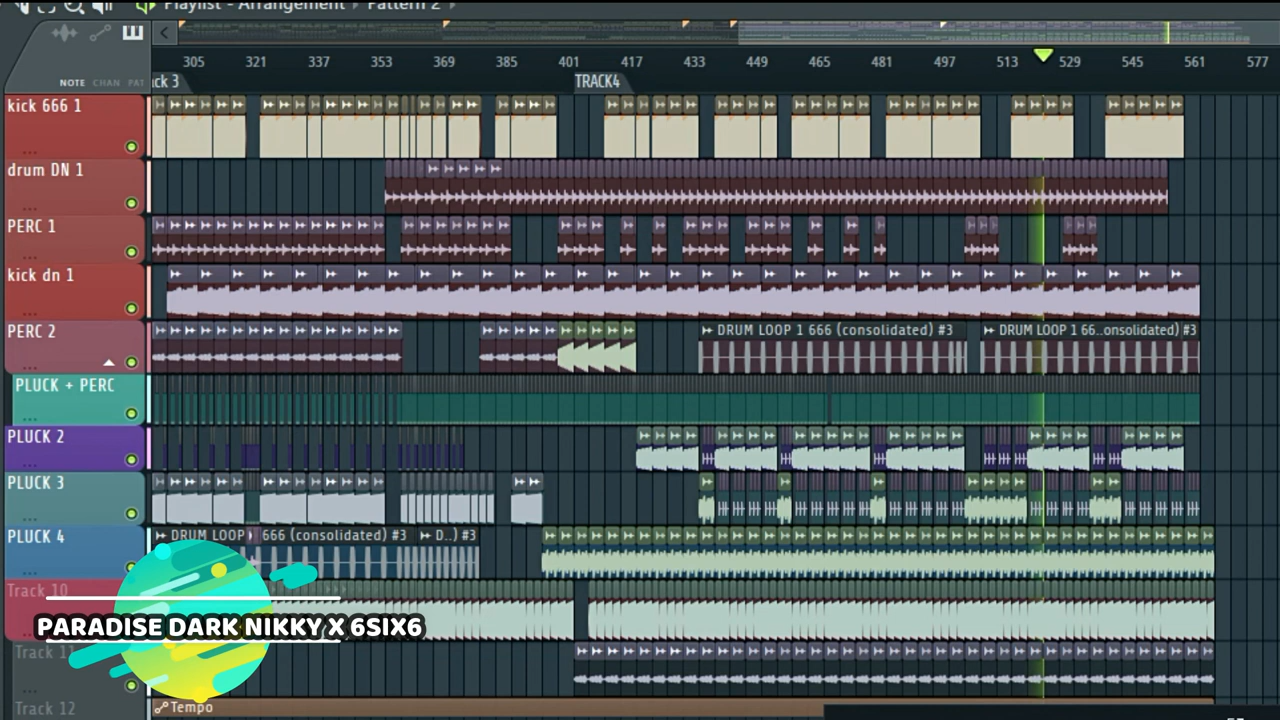 Playlist - Arrangement › Pattern 2 ›
305 321 337 353 369 385 401 417 433 449 465 481 497 513 529 545 561 577
NOTE CHAN PAT
ck 3 TRACK4
kick 666 1
drum DN 1
PERC 1
kick dn 1
PERC 2
DRUM LOOP 1 666 (consolidated) #3
DRUM LOOP 1 66..onsolidated) #3
PLUCK + PERC
PLUCK 2
PLUCK 3
PLUCK 4
DRUM LOOP 666 (consolidated) #3
D..) #3
Track 10
PARADISE DARK NIKKY X 6SIX6
Track 11
Track 12
Tempo